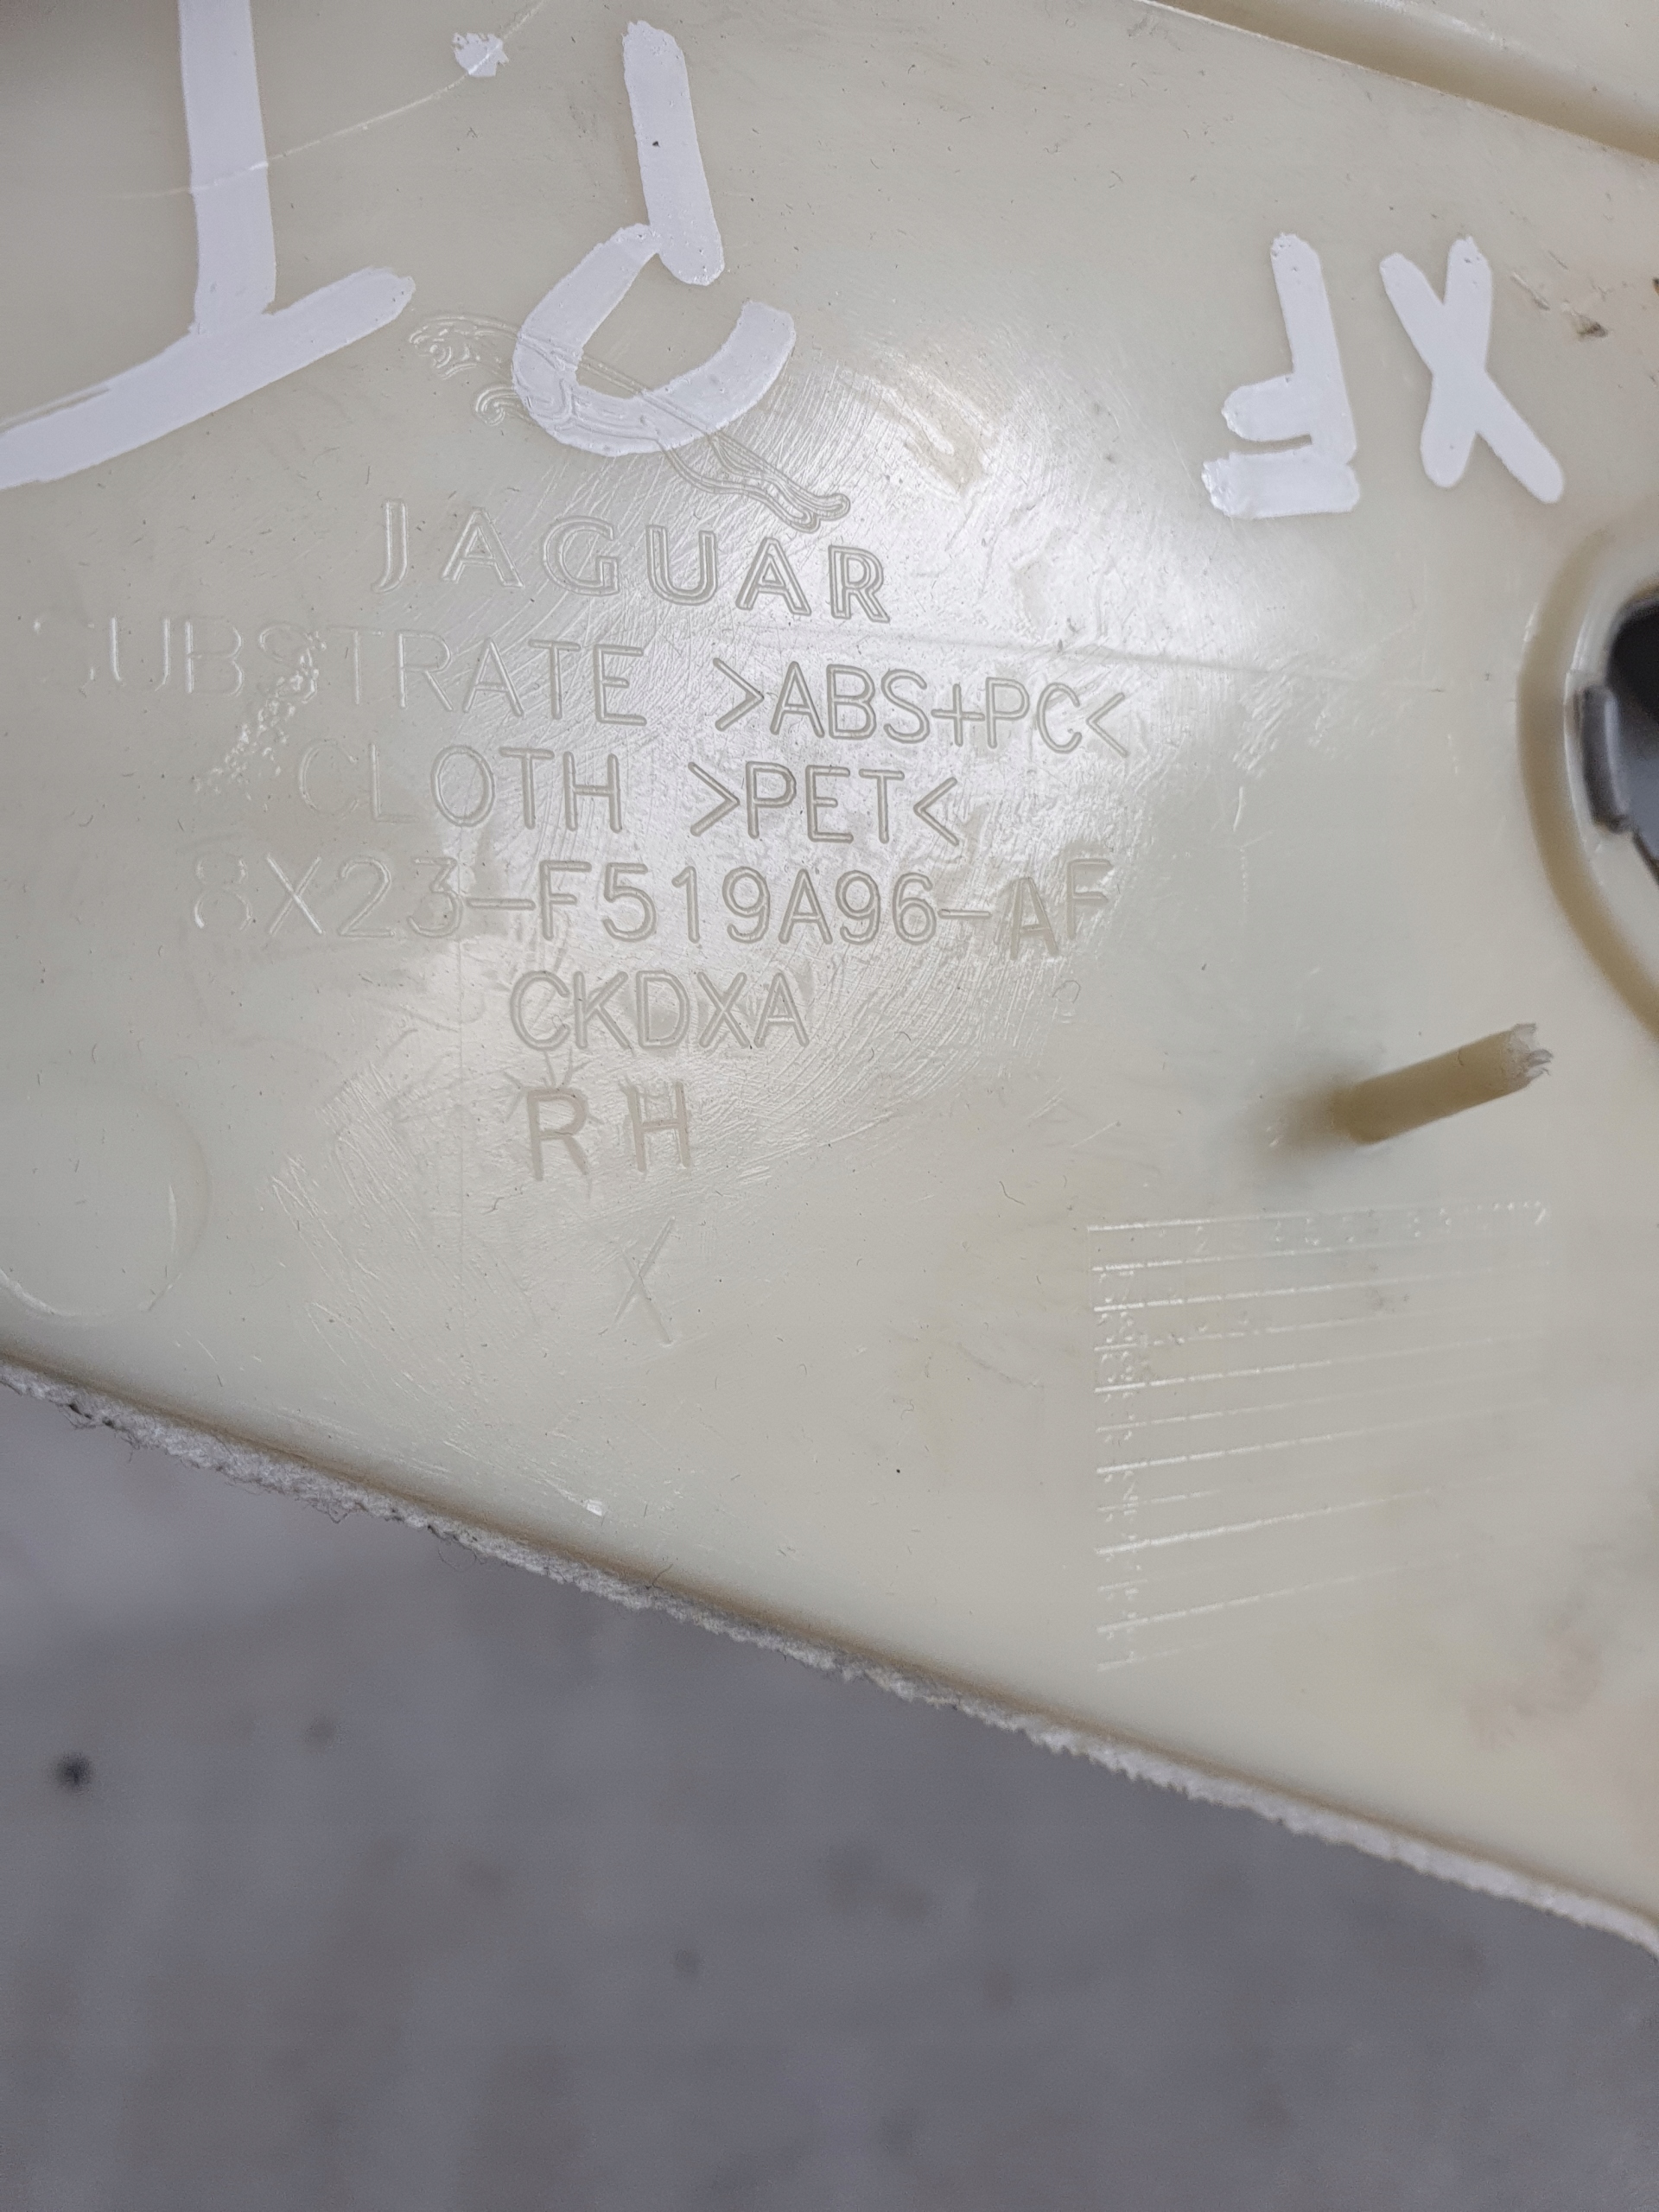 XF
JAGUAR
SUBSTRATE >ABS+PC<
CLOTH >PET<
8X23-F519A96-AF
CKDXA
RH
X